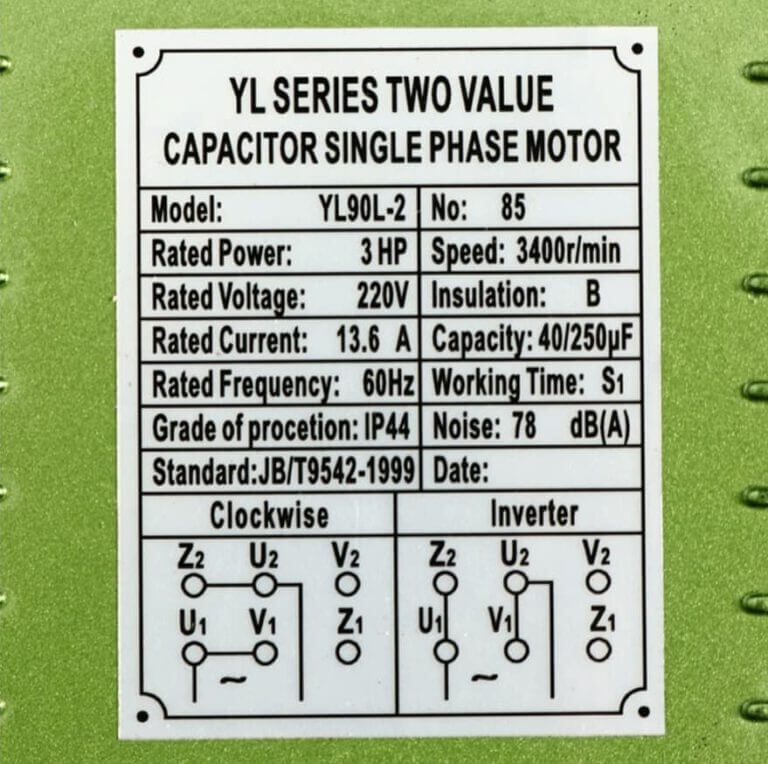 YL SERIES TWO VALUE
CAPACITOR SINGLE PHASE MOTOR
Model: YL90L-2 No: 85
Rated Power: 3 HP Speed: 3400r/min
Rated Voltage: 220V Insulation: B
Rated Current: 13.6 A Capacity: 40/250µF
Rated Frequency: 60Hz Working Time: S1
Grade of procetion: IP44 Noise: 78 dB(A)
Standard:JB/T9542-1999 Date:
Clockwise Inverter
Z2 U2 V2 Z2 U2 V2
U1 V1 Z1 U1 V1 Z1
~ ~